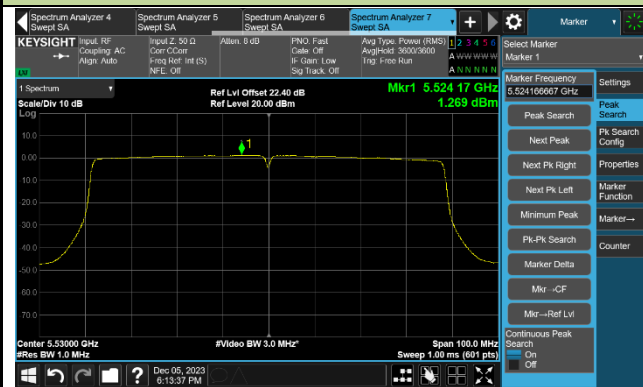 Spectrum Analyzer 4
Swept SA
Spectrum Analyzer 5
Swept SA
Spectrum Analyzer 6
Swept SA
Spectrum Analyzer 7
Swept SA
Marker
KEYSIGHT
Input: RF
Coupling: AC
Align: Auto
Input Z: 50 Ω
Corr CCorr
Freq Ref: Int (S)
NFE: Off
Atten: 8 dB
PNO: Fast
Gate: Off
IF Gain: Low
Sig Track: Off
Avg Type: Power (RMS)
Avg|Hold: 3600/3600
Trig: Free Run
1 2 3 4 5 6
A W W W W W
A N N N N N
LW
Select Marker
Marker 1
1 Spectrum
Scale/Div 10 dB
Log
Ref Lvl Offset 22.40 dB
Ref Level 20.00 dBm
Mkr1 5.524 17 GHz
1.269 dBm
10.0
0.00
-10.0
-20.0
-30.0
-40.0
-50.0
-60.0
-70.0
1
Center 5.53000 GHz
#Res BW 1.0 MHz
#Video BW 3.0 MHz*
Span 100.0 MHz
Sweep 1.00 ms (601 pts)
Marker Frequency
5.524166667 GHz
Peak Search
Next Peak
Next Pk Right
Next Pk Left
Minimum Peak
Pk-Pk Search
Marker Delta
Mkr→CF
Mkr→Ref Lvl
Continuous Peak
Search
On
Off
Settings
Peak
Search
Pk Search
Config
Properties
Marker
Function
Marker→
Counter
?
Dec 05, 2023
6:13:37 PM